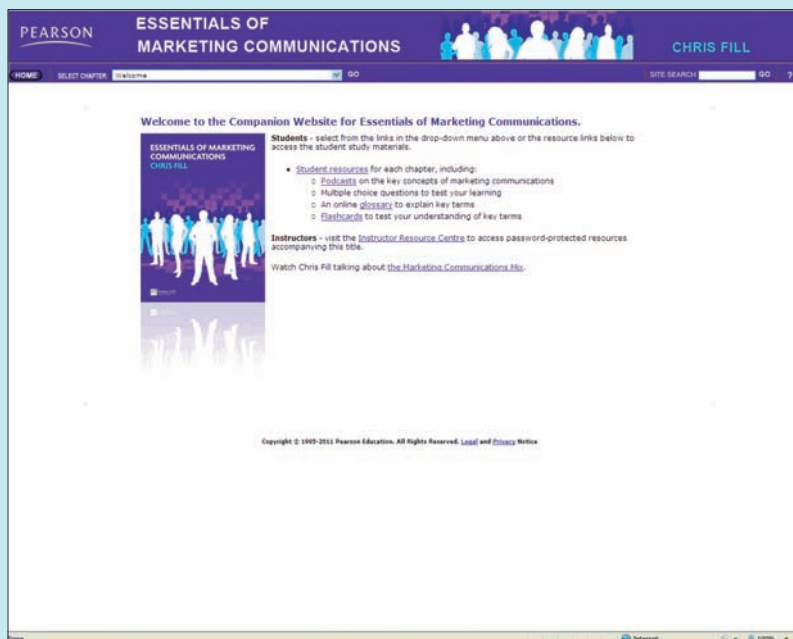 PEARSON
ESSENTIALS OF
MARKETING COMMUNICATIONS
CHRIS FILL
HOME SELECT CHAPTER: Welcome GO SITE SEARCH: GO ?
Welcome to the Companion Website for Essentials of Marketing Communications.
ESSENTIALS OF MARKETING
COMMUNICATIONS
CHRIS FILL
Students - select from the links in the drop-down menu above or the resource links below to
access the student study materials.
Student resources for each chapter, including:
Podcasts on the key concepts of marketing communications
Multiple choice questions to test your learning
An online glossary to explain key terms
Flashcards to test your understanding of key terms
Instructors - visit the Instructor Resource Centre to access password-protected resources
accompanying this title.
Watch Chris Fill talking about the Marketing Communications Mix.
Copyright © 1995-2011 Pearson Education. All Rights Reserved. Legal and Privacy Notice
Done Internet 100%